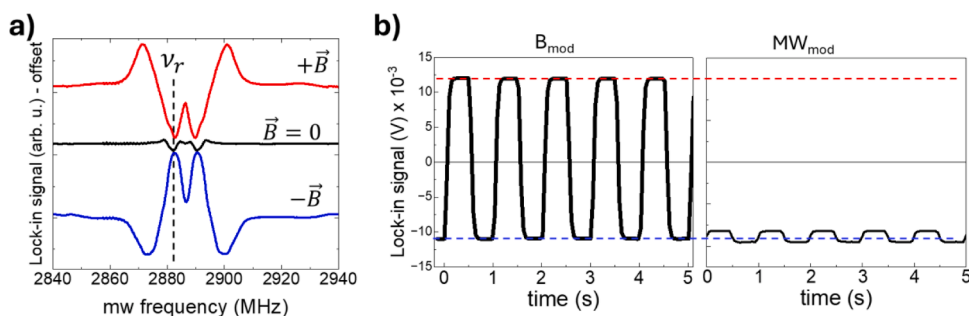 a)
Lock-in signal (arb. u.) - offset
ν_r
+B⃗
B⃗ = 0
−B⃗
2840 2860 2880 2900 2920 2940
mw frequency (MHz)
b)
B_mod
MW_mod
Lock-in signal (V) x 10⁻³
15
10
5
0
−5
−10
−15
0 1 2 3 4 5
time (s)
0 1 2 3 4 5
time (s)